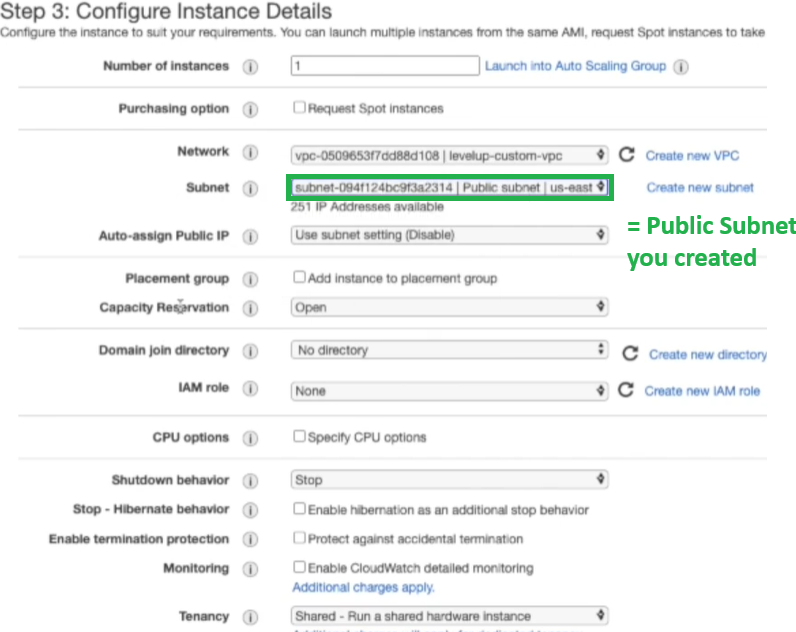 Step 3: Configure Instance Details
Configure the instance to suit your requirements. You can launch multiple instances from the same AMI, request Spot instances to take
Number of instances 1 Launch into Auto Scaling Group
Purchasing option Request Spot instances
Network vpc-0509653f7dd88d108 | levelup-custom-vpc Create new VPC
Subnet subnet-094f124bc9f3a2314 | Public subnet | us-east Create new subnet
251 IP Addresses available
= Public Subnet
you created
Auto-assign Public IP Use subnet setting (Disable)
Placement group Add instance to placement group
Capacity Reservation Open
Domain join directory No directory Create new directory
IAM role None Create new IAM role
CPU options Specify CPU options
Shutdown behavior Stop
Stop - Hibernate behavior Enable hibernation as an additional stop behavior
Enable termination protection Protect against accidental termination
Monitoring Enable CloudWatch detailed monitoring
Additional charges apply.
Tenancy Shared - Run a shared hardware instance